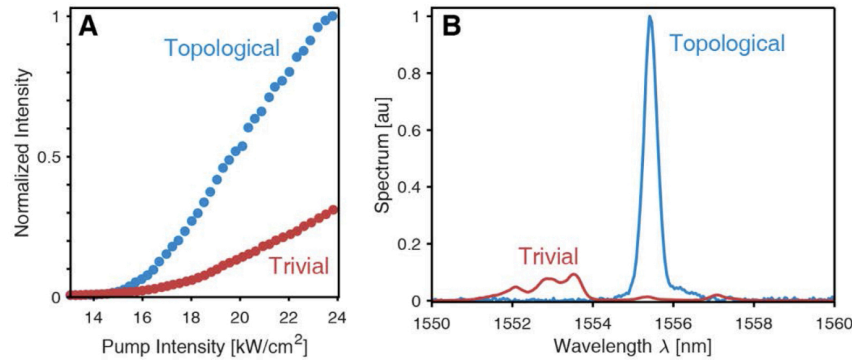 A
Topological
Trivial
Normalized Intensity
1
0.5
0
14 16 18 20 22 24
Pump Intensity [kW/cm²]
B
Topological
Trivial
Spectrum [au]
1
0.8
0.6
0.4
0.2
0
1550 1552 1554 1556 1558 1560
Wavelength λ [nm]